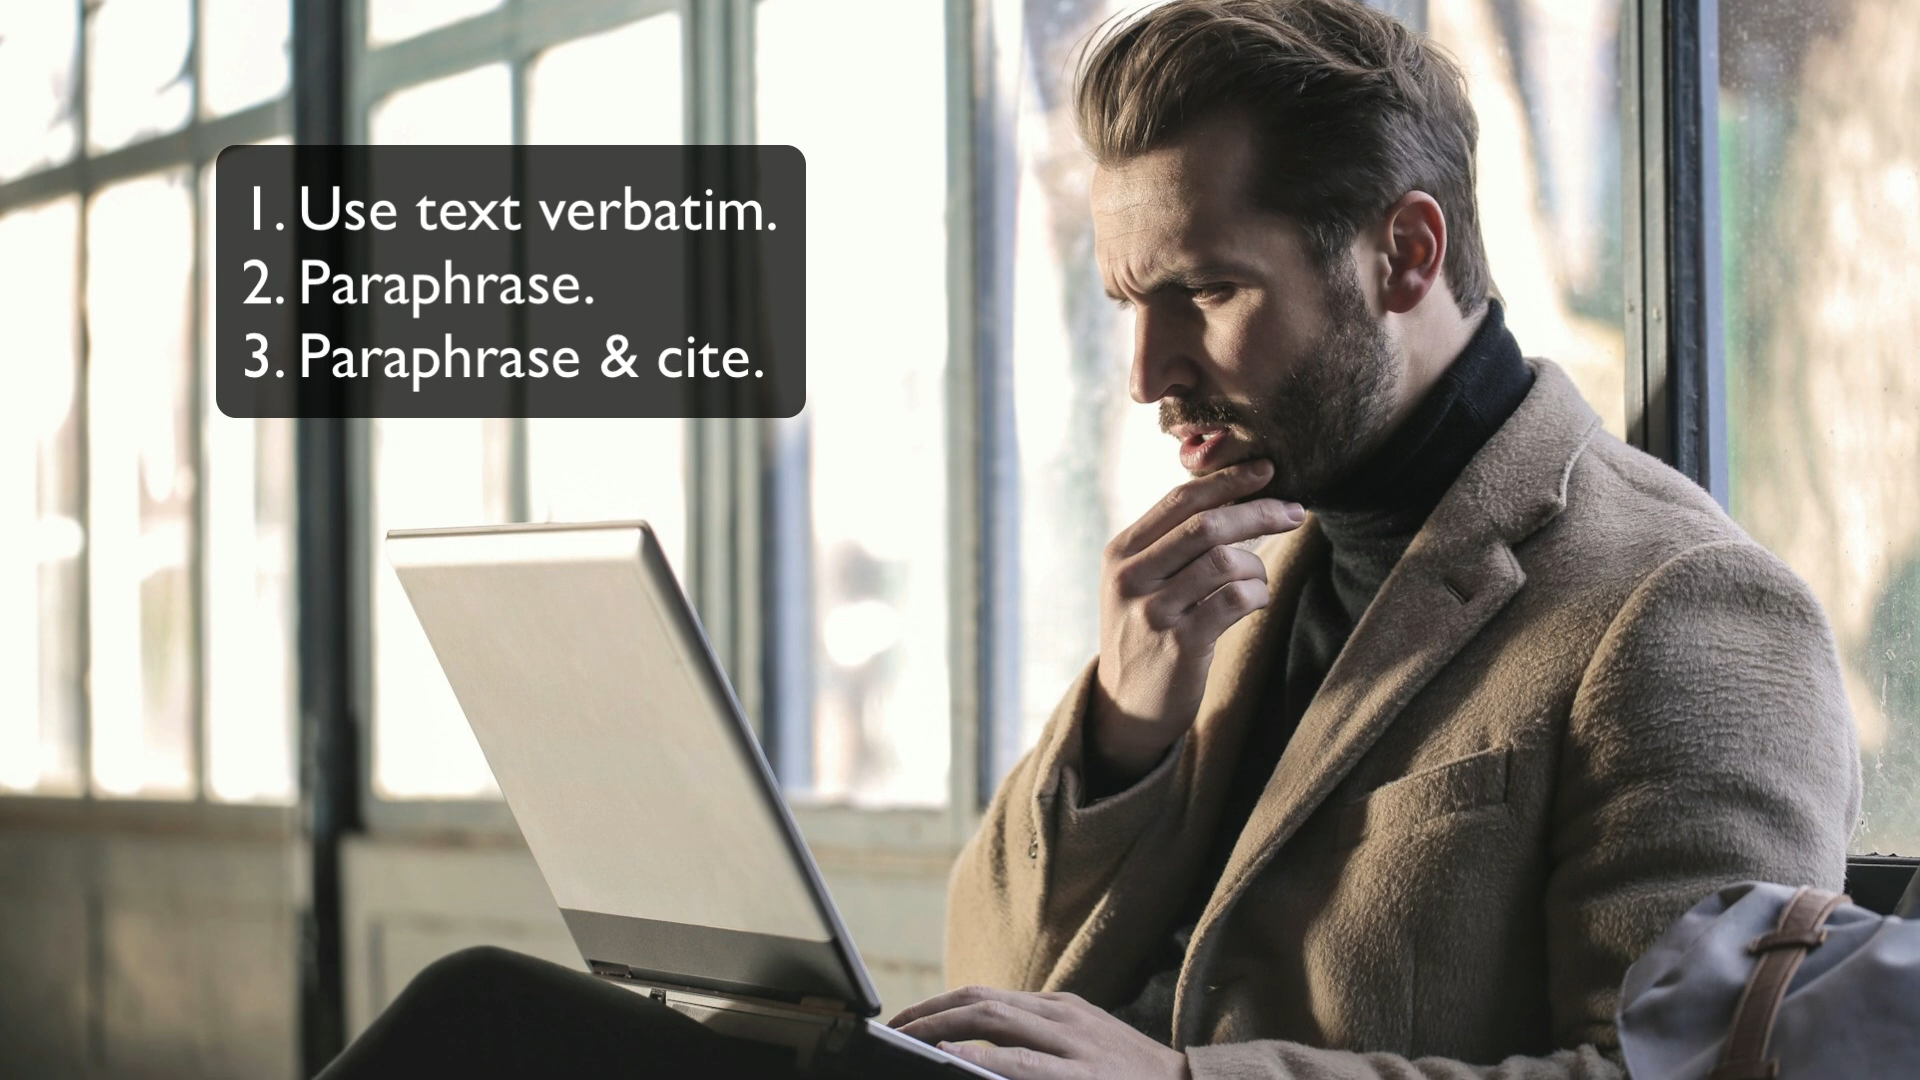 1. Use text verbatim.
2. Paraphrase.
3. Paraphrase & cite.